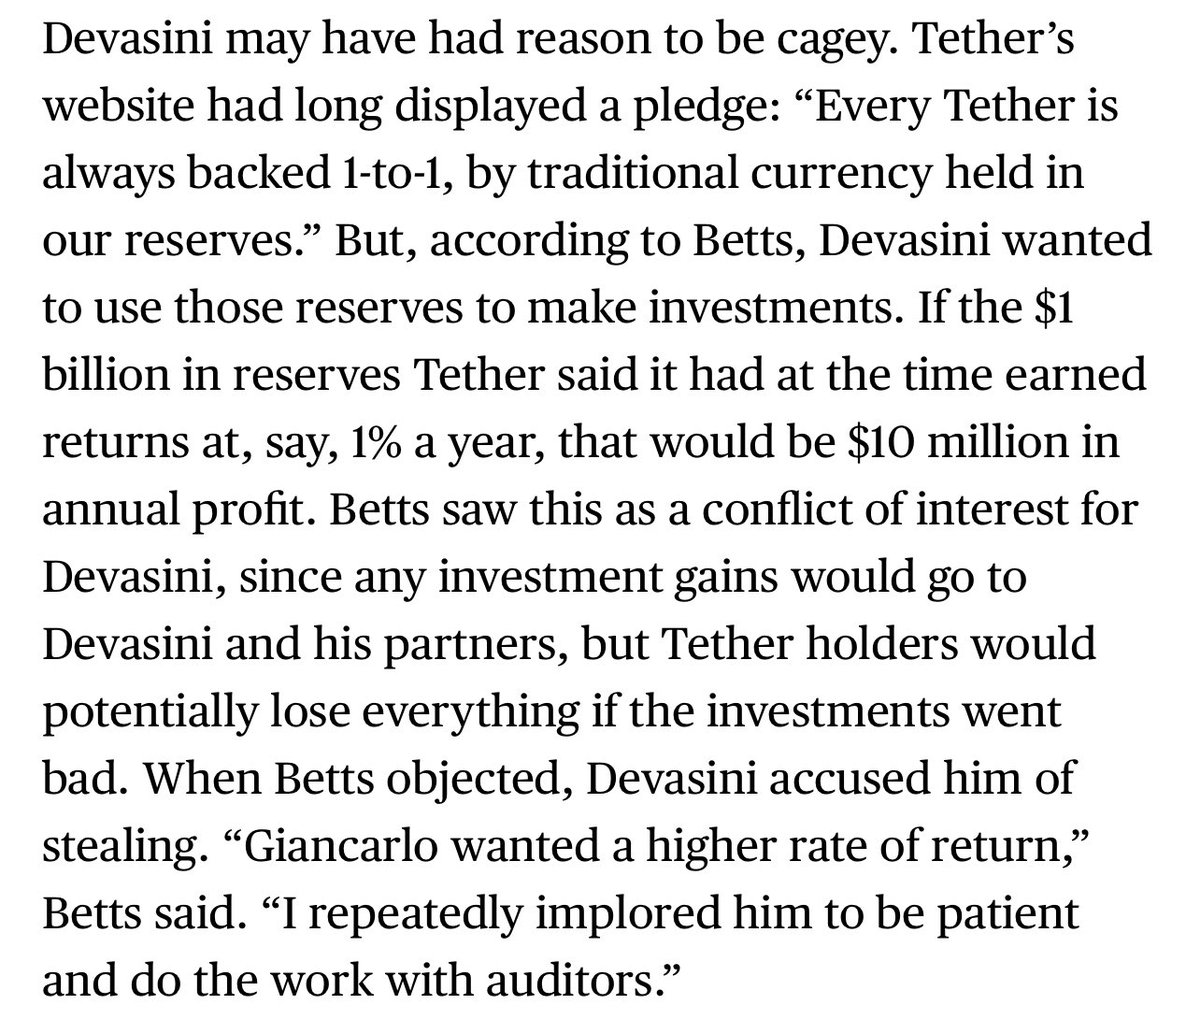 Devasini may have had reason to be cagey. Tether’s
website had long displayed a pledge: “Every Tether is
always backed 1-to-1, by traditional currency held in
our reserves.” But, according to Betts, Devasini wanted
to use those reserves to make investments. If the $1
billion in reserves Tether said it had at the time earned
returns at, say, 1% a year, that would be $10 million in
annual profit. Betts saw this as a conflict of interest for
Devasini, since any investment gains would go to
Devasini and his partners, but Tether holders would
potentially lose everything if the investments went
bad. When Betts objected, Devasini accused him of
stealing. “Giancarlo wanted a higher rate of return,”
Betts said. “I repeatedly implored him to be patient
and do the work with auditors.”